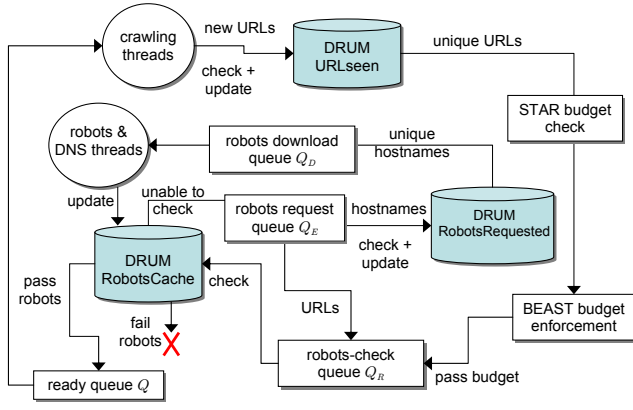 crawling
threads
new URLs
check +
update
DRUM
URLseen
unique URLs
STAR budget
check
robots &
DNS threads
robots download
queue Q_D
unique
hostnames
update
unable to
check
robots request
queue Q_E
hostnames
check +
update
DRUM
RobotsRequested
DRUM
RobotsCache
pass
robots
check
fail
robots
URLs
BEAST budget
enforcement
ready queue Q
robots-check
queue Q_R
pass budget